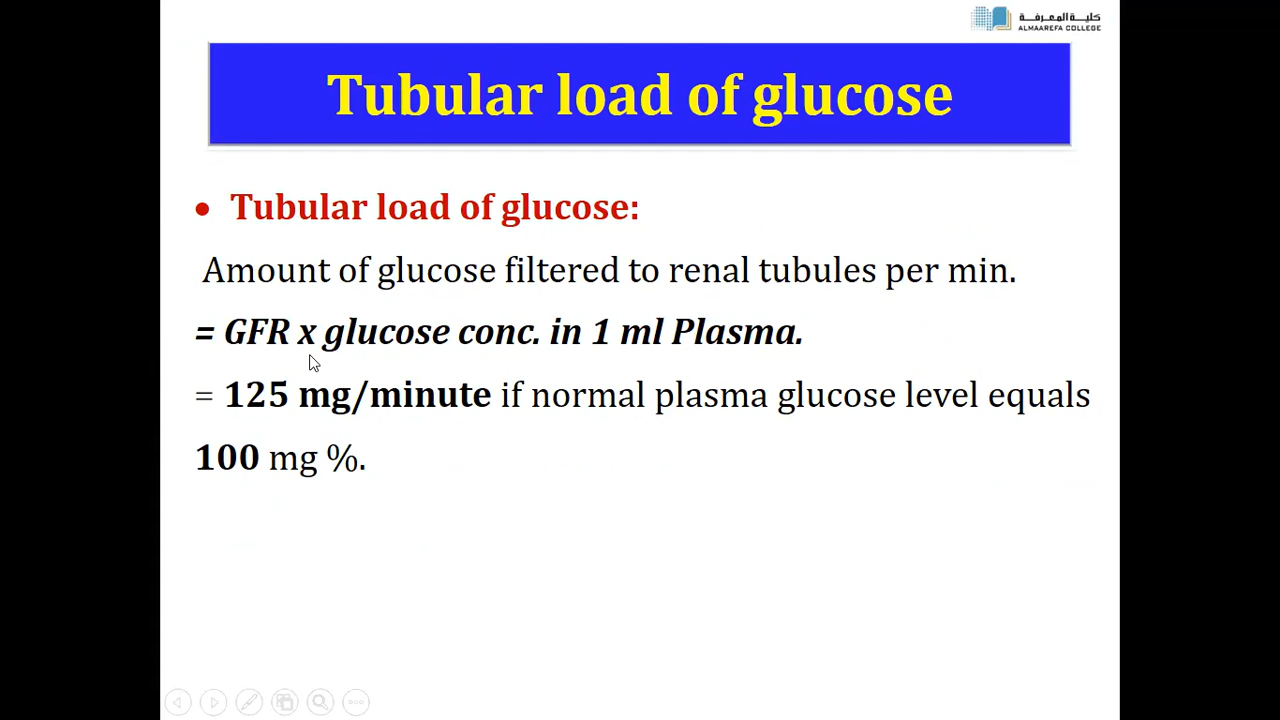 كلية المعرفة
ALMAAREFA COLLEGE
Tubular load of glucose
• Tubular load of glucose:
Amount of glucose filtered to renal tubules per min.
= GFR x glucose conc. in 1 ml Plasma.
= 125 mg/minute if normal plasma glucose level equals
100 mg %.